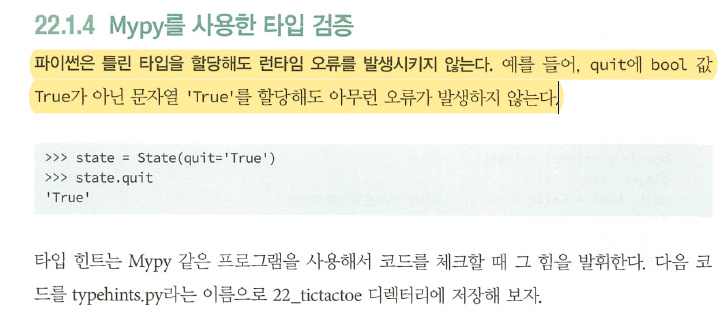 22.1.4 Mypy를 사용한 타입 검증
파이썬은 틀린 타입을 할당해도 런타임 오류를 발생시키지 않는다. 예를 들어, quit에 bool 값
True가 아닌 문자열 'True'를 할당해도 아무런 오류가 발생하지 않는다.
>>> state = State(quit='True')
>>> state.quit
'True'
타입 힌트는 Mypy 같은 프로그램을 사용해서 코드를 체크할 때 그 힘을 발휘한다. 다음 코
드를 typehints.py라는 이름으로 22_tictactoe 디렉터리에 저장해 보자.